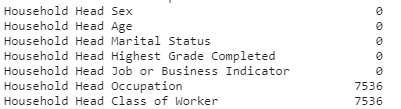 Household Head Sex 0
Household Head Age 0
Household Head Marital Status 0
Household Head Highest Grade Completed 0
Household Head Job or Business Indicator 0
Household Head Occupation 7536
Household Head Class of Worker 7536